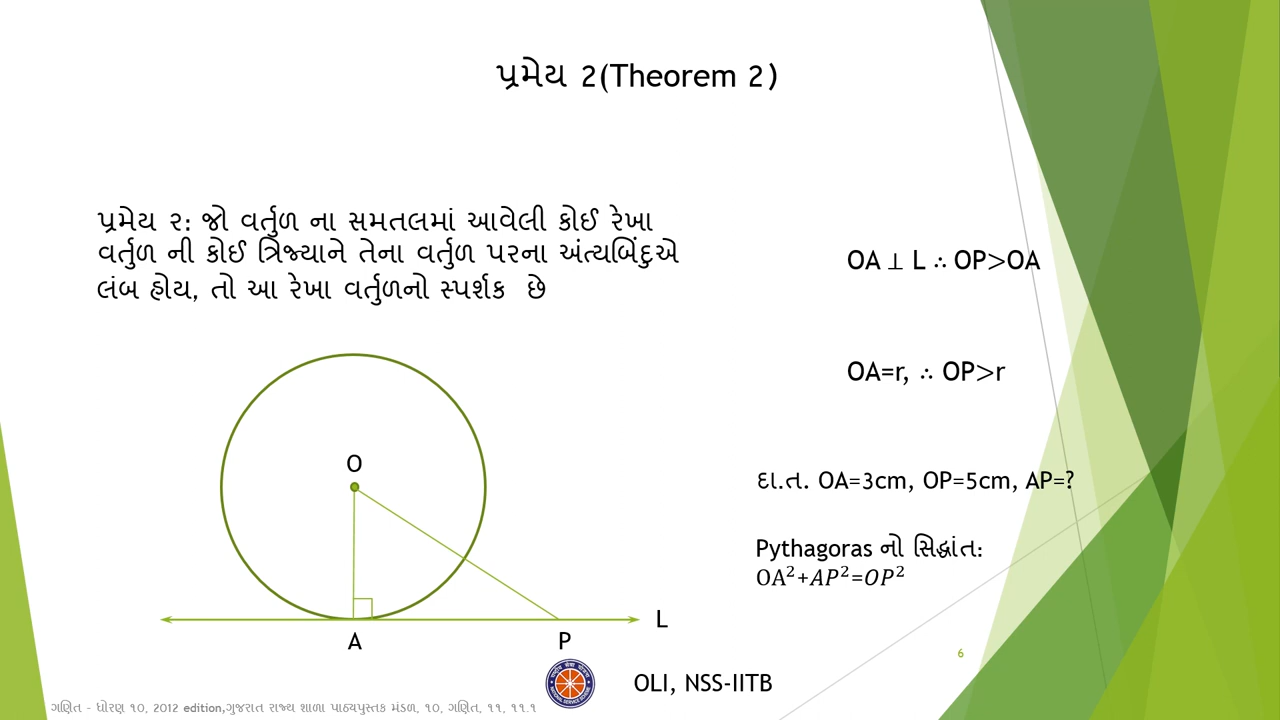 પ્રમેય 2(Theorem 2)
પ્રમેય ૨: જો વર્તુળ ના સમતલમાં આવેલી કોઈ રેખા
વર્તુળ ની કોઈ ત્રિજ્યાને તેના વર્તુળ પરના અંત્યબિંદુએ
લંબ હોય, તો આ રેખા વર્તુળનો સ્પર્શક છે
OA ⊥ L ∴ OP>OA
OA=r, ∴ OP>r
દા.ત. OA=3cm, OP=5cm, AP=?
Pythagoras નો સિદ્ધાંત:
OA²+AP²=OP²
O
A
P
L
6
OLI, NSS-IITB
ગણિત - ધોરણ ૧૦, 2012 edition,ગુજરાત રાજ્ય શાળા પાઠ્યપુસ્તક મંડળ, ૧૦, ગણિત, ૧૧, ૧૧.૧